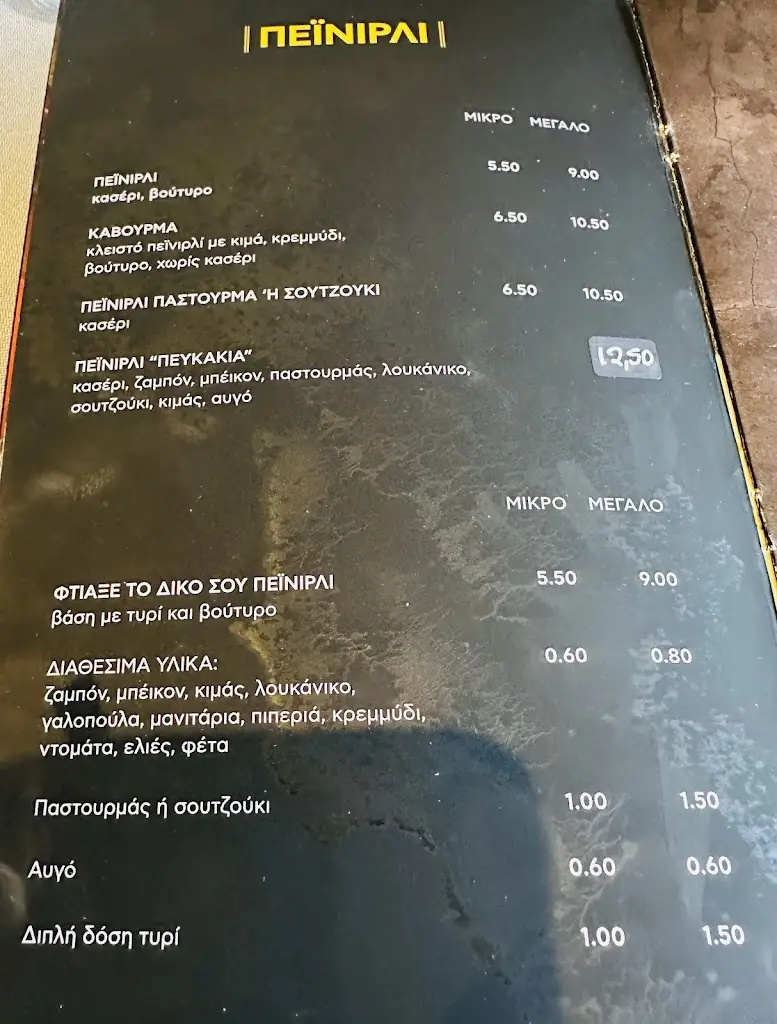 ΠΕΪΝΙΡΛΙ
ΜΙΚΡΟ ΜΕΓΑΛΟ
ΠΕΪΝΙΡΛΙ 5.50 9.00
κασέρι, βούτυρο
ΚΑΒΟΥΡΜΑ 6.50 10.50
κλειστό πεϊνιρλί με κιμά, κρεμμύδι,
βούτυρο, χωρίς κασέρι
ΠΕΪΝΙΡΛΙ ΠΑΣΤΟΥΡΜΑ Ή ΣΟΥΤΖΟΥΚΙ 6.50 10.50
κασέρι
ΠΕΪΝΙΡΛΙ “ΠΕΥΚΑΚΙΑ” 12,50
κασέρι, ζαμπόν, μπέικον, παστουρμάς, λουκάνικο,
σουτζούκι, κιμάς, αυγό
ΜΙΚΡΟ ΜΕΓΑΛΟ
ΦΤΙΑΞΕ ΤΟ ΔΙΚΟ ΣΟΥ ΠΕΪΝΙΡΛΙ 5.50 9.00
βάση με τυρί και βούτυρο
ΔΙΑΘΕΣΙΜΑ ΥΛΙΚΑ: 0.60 0.80
ζαμπόν, μπέικον, κιμάς, λουκάνικο,
γαλοπούλα, μανιτάρια, πιπεριά, κρεμμύδι,
ντομάτα, ελιές, φέτα
Παστουρμάς ή σουτζούκι 1.00 1.50
Αυγό 0.60 0.60
Διπλή δόση τυρί 1.00 1.50